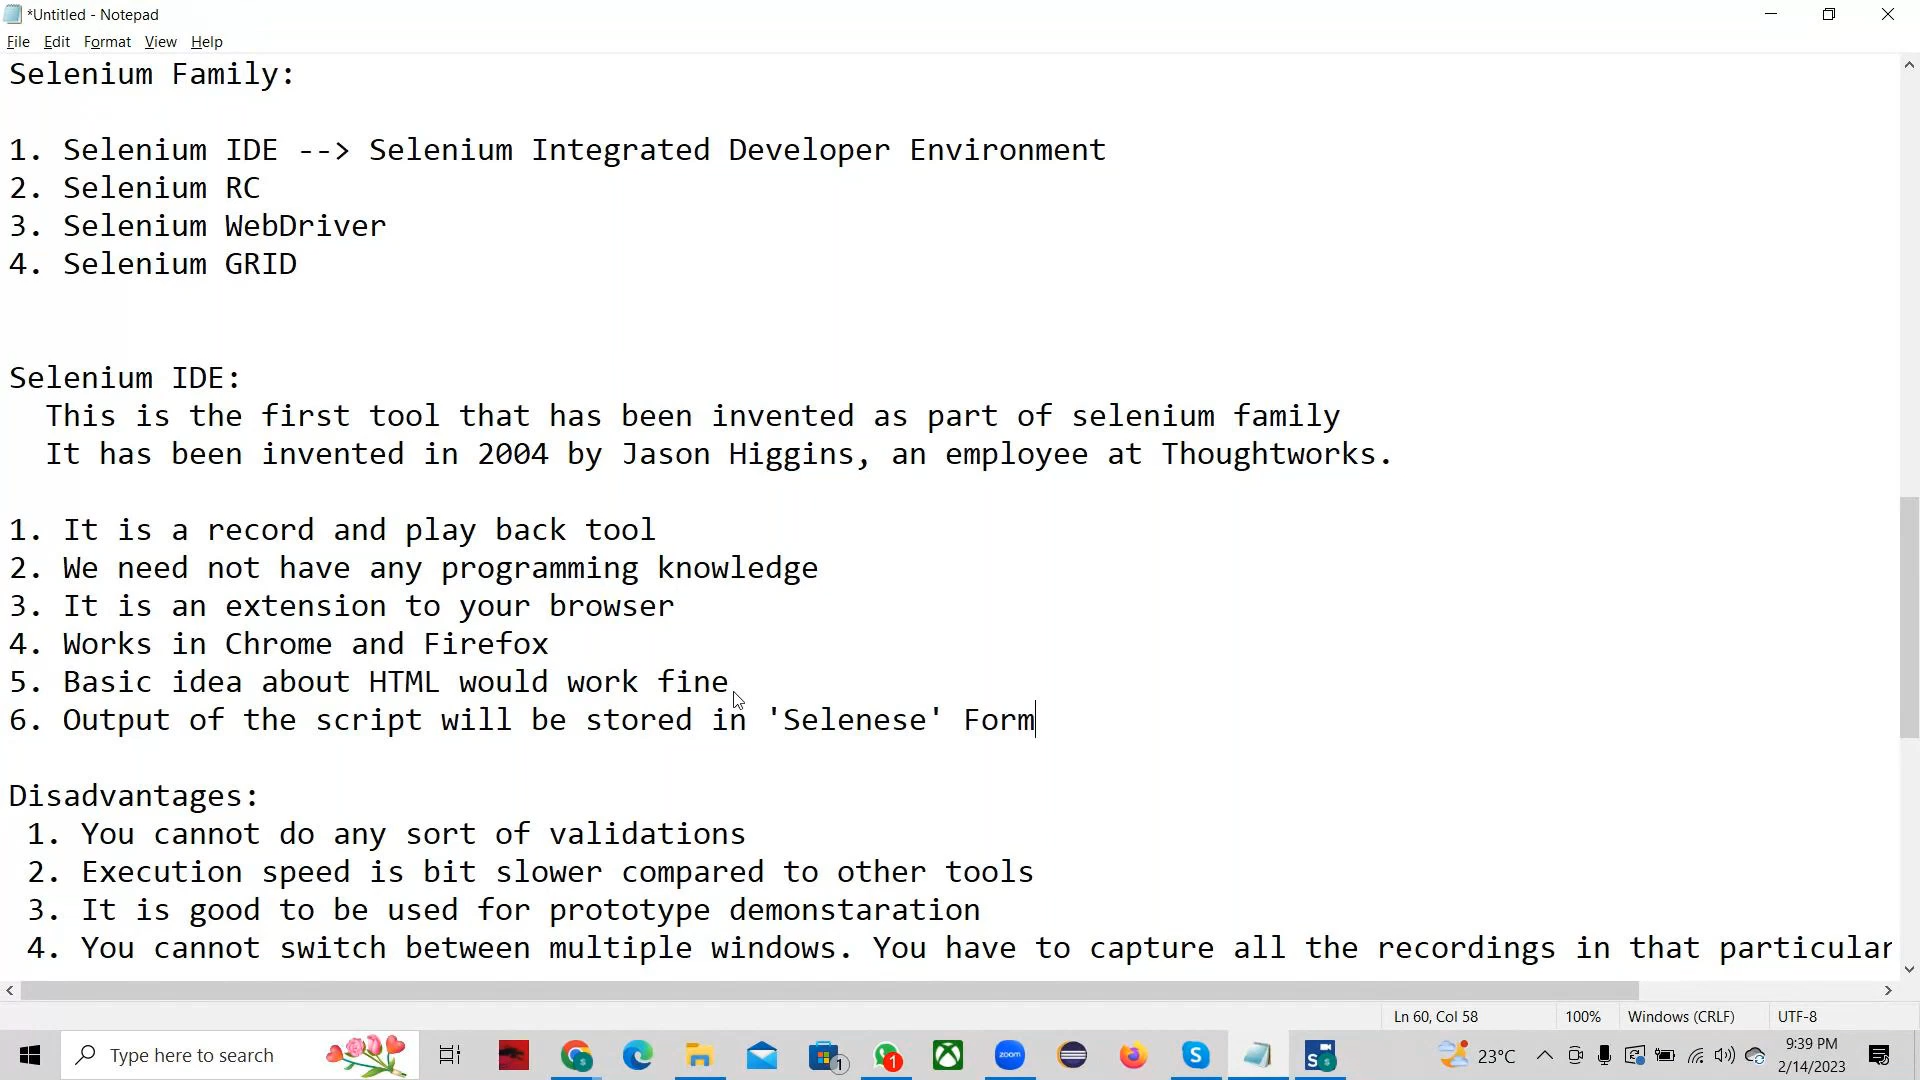 *Untitled - Notepad
File Edit Format View Help
Selenium Family:
1. Selenium IDE --> Selenium Integrated Developer Environment
2. Selenium RC
3. Selenium WebDriver
4. Selenium GRID
Selenium IDE:
This is the first tool that has been invented as part of selenium family
It has been invented in 2004 by Jason Higgins, an employee at Thoughtworks.
1. It is a record and play back tool
2. We need not have any programming knowledge
3. It is an extension to your browser
4. Works in Chrome and Firefox
5. Basic idea about HTML would work fine
6. Output of the script will be stored in 'Selenese' Form
Disadvantages:
1. You cannot do any sort of validations
2. Execution speed is bit slower compared to other tools
3. It is good to be used for prototype demonstaration
4. You cannot switch between multiple windows. You have to capture all the recordings in that particular
Ln 60, Col 58 100% Windows (CRLF) UTF-8
Type here to search 1 1 zoom S S 23°C 9:39 PM
2/14/2023